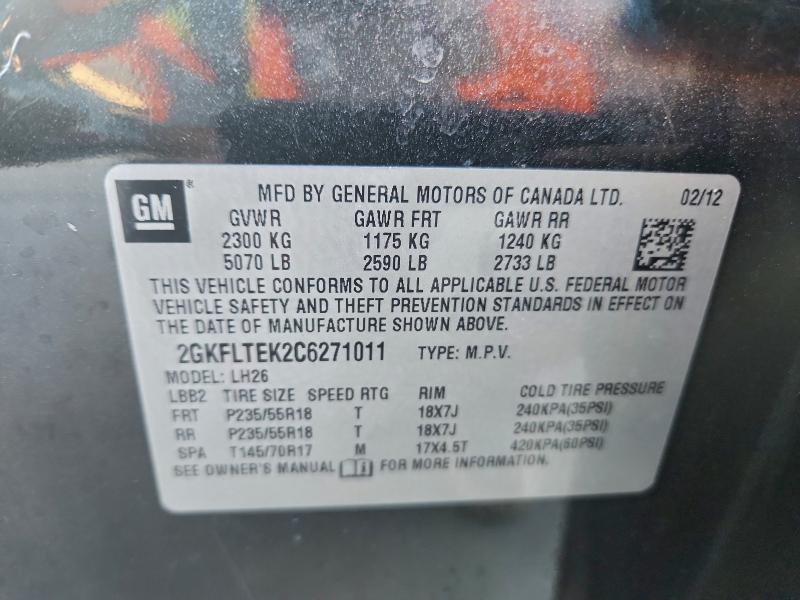 GM ® MFD BY GENERAL MOTORS OF CANADA LTD. 02/12
GVWR GAWR FRT GAWR RR
2300 KG 1175 KG 1240 KG
5070 LB 2590 LB 2733 LB
THIS VEHICLE CONFORMS TO ALL APPLICABLE U.S. FEDERAL MOTOR
VEHICLE SAFETY AND THEFT PREVENTION STANDARDS IN EFFECT ON
THE DATE OF MANUFACTURE SHOWN ABOVE.
2GKFLTEK2C6271011 TYPE: M.P.V.
MODEL: LH26
LBB2 TIRE SIZE SPEED RTG RIM COLD TIRE PRESSURE
FRT P235/55R18 T 18X7J 240KPA(35PSI)
RR P235/55R18 T 18X7J 240KPA(35PSI)
SPA T145/70R17 M 17X4.5T 420KPA(60PSI)
SEE OWNER'S MANUAL FOR MORE INFORMATION.